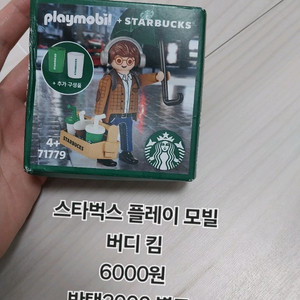 playmobil + STARBUCKS
+ 추가 구성품
4+
71779
STARBUCKS
스타벅스 플레이 모빌
버디 킴
6000원